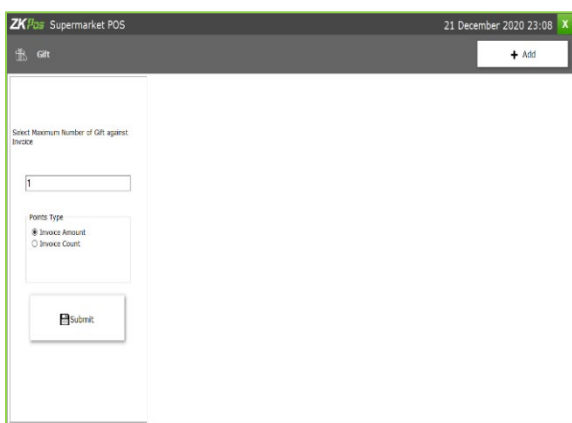 ZKPos Supermarket POS 21 December 2020 23:08 X
Gift + Add
Select Maximum Number of Gift against
Invoice
1
Points Type
Invoice Amount
Invoice Count
Submit